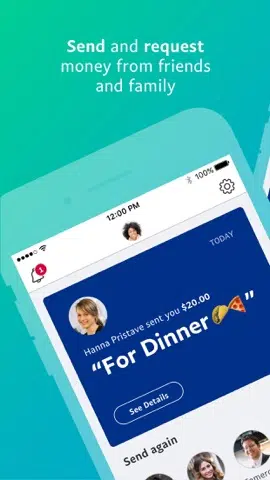 Send and request
money from friends
and family
12:00 PM
100%
1
TODAY
Hanna Pristave sent you $20.00
“For Dinner🌮🍕”
See Details
Send again